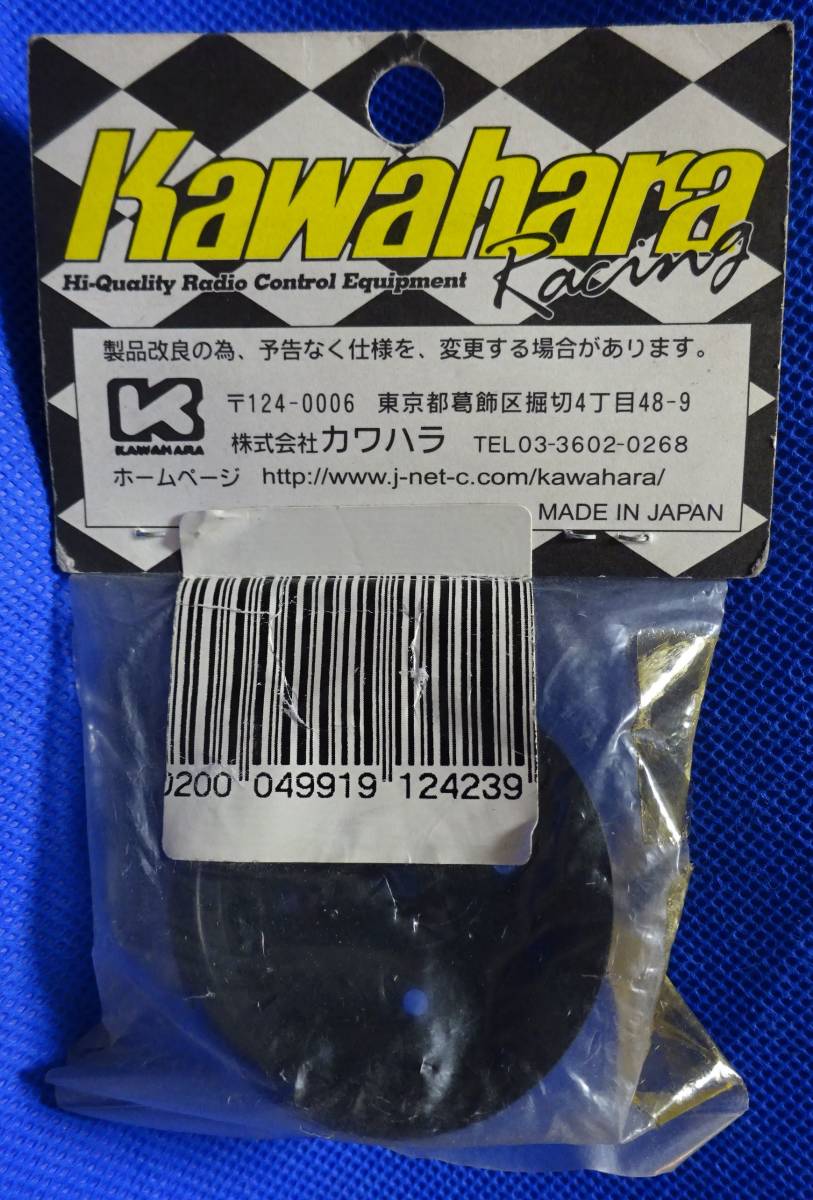 Kawahara
Racing
Hi-Quality Radio Control Equipment
製品改良の為、予告なく仕様を、変更する場合があります。
K
KAWAHARA
〒124-0006 東京都葛飾区堀切4丁目48-9
株式会社カワハラ TEL03-3602-0268
ホームページ http://www.j-net-c.com/kawahara/
MADE IN JAPAN
0200 049919 124239